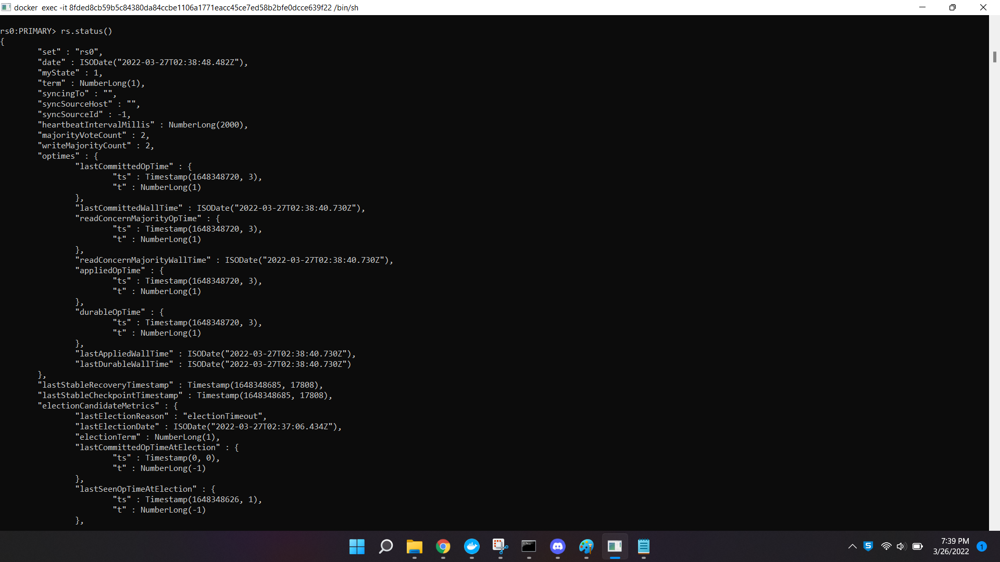 docker  exec -it 8fded8cb59b5c84380da84ccbe1106a1771eacc45ce7ed58b2bfe0dcce639f22 /bin/sh
rs0:PRIMARY> rs.status()
{
        "set" : "rs0",
        "date" : ISODate("2022-03-27T02:38:48.482Z"),
        "myState" : 1,
        "term" : NumberLong(1),
        "syncingTo" : "",
        "syncSourceHost" : "",
        "syncSourceId" : -1,
        "heartbeatIntervalMillis" : NumberLong(2000),
        "majorityVoteCount" : 2,
        "writeMajorityCount" : 2,
        "optimes" : {
                "lastCommittedOpTime" : {
                        "ts" : Timestamp(1648348720, 3),
                        "t" : NumberLong(1)
                },
                "lastCommittedWallTime" : ISODate("2022-03-27T02:38:40.730Z"),
                "readConcernMajorityOpTime" : {
                        "ts" : Timestamp(1648348720, 3),
                        "t" : NumberLong(1)
                },
                "readConcernMajorityWallTime" : ISODate("2022-03-27T02:38:40.730Z"),
                "appliedOpTime" : {
                        "ts" : Timestamp(1648348720, 3),
                        "t" : NumberLong(1)
                },
                "durableOpTime" : {
                        "ts" : Timestamp(1648348720, 3),
                        "t" : NumberLong(1)
                },
                "lastAppliedWallTime" : ISODate("2022-03-27T02:38:40.730Z"),
                "lastDurableWallTime" : ISODate("2022-03-27T02:38:40.730Z")
        },
        "lastStableRecoveryTimestamp" : Timestamp(1648348685, 17808),
        "lastStableCheckpointTimestamp" : Timestamp(1648348685, 17808),
        "electionCandidateMetrics" : {
                "lastElectionReason" : "electionTimeout",
                "lastElectionDate" : ISODate("2022-03-27T02:37:06.434Z"),
                "electionTerm" : NumberLong(1),
                "lastCommittedOpTimeAtElection" : {
                        "ts" : Timestamp(0, 0),
                        "t" : NumberLong(-1)
                },
                "lastSeenOpTimeAtElection" : {
                        "ts" : Timestamp(1648348626, 1),
                        "t" : NumberLong(-1)
                },
S
7:39 PM
3/26/2022
1